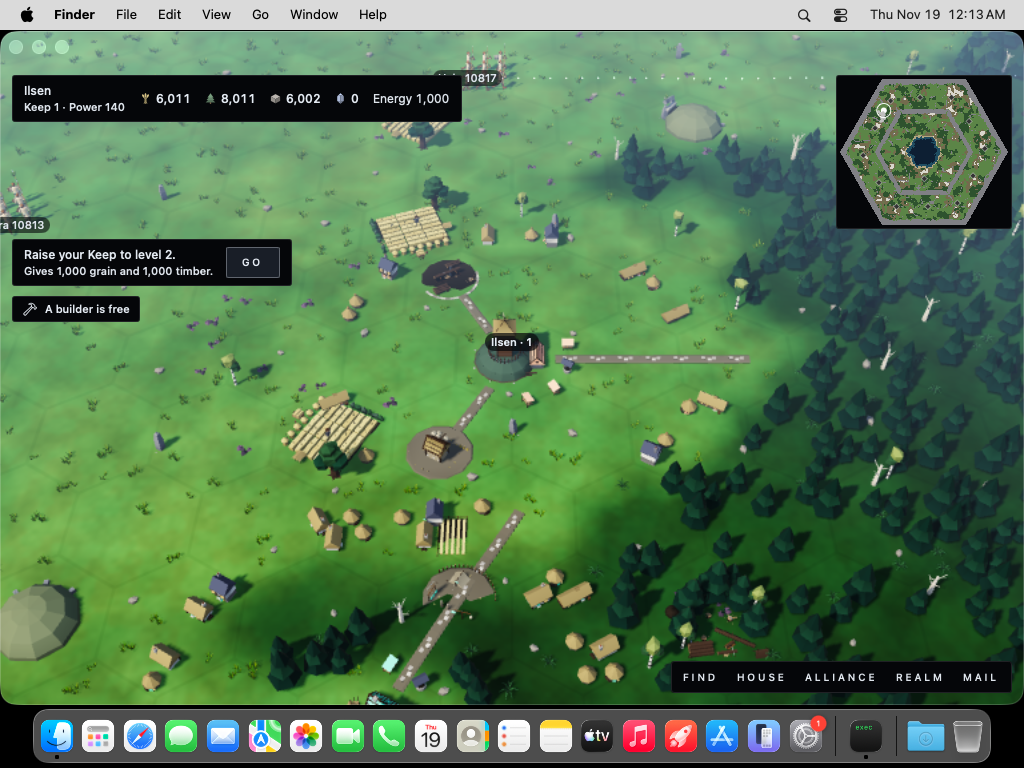 Finder File Edit View Go Window Help Thu Nov 19 12:13 AM
10817
Ilsen
Keep 1 · Power 140
6,011 8,011 6,002 0 Energy 1,000
ra 10813
Raise your Keep to level 2.
Gives 1,000 grain and 1,000 timber.
GO
A builder is free
Ilsen · 1
FIND HOUSE ALLIANCE REALM MAIL
Thu
19
tv
1
exec